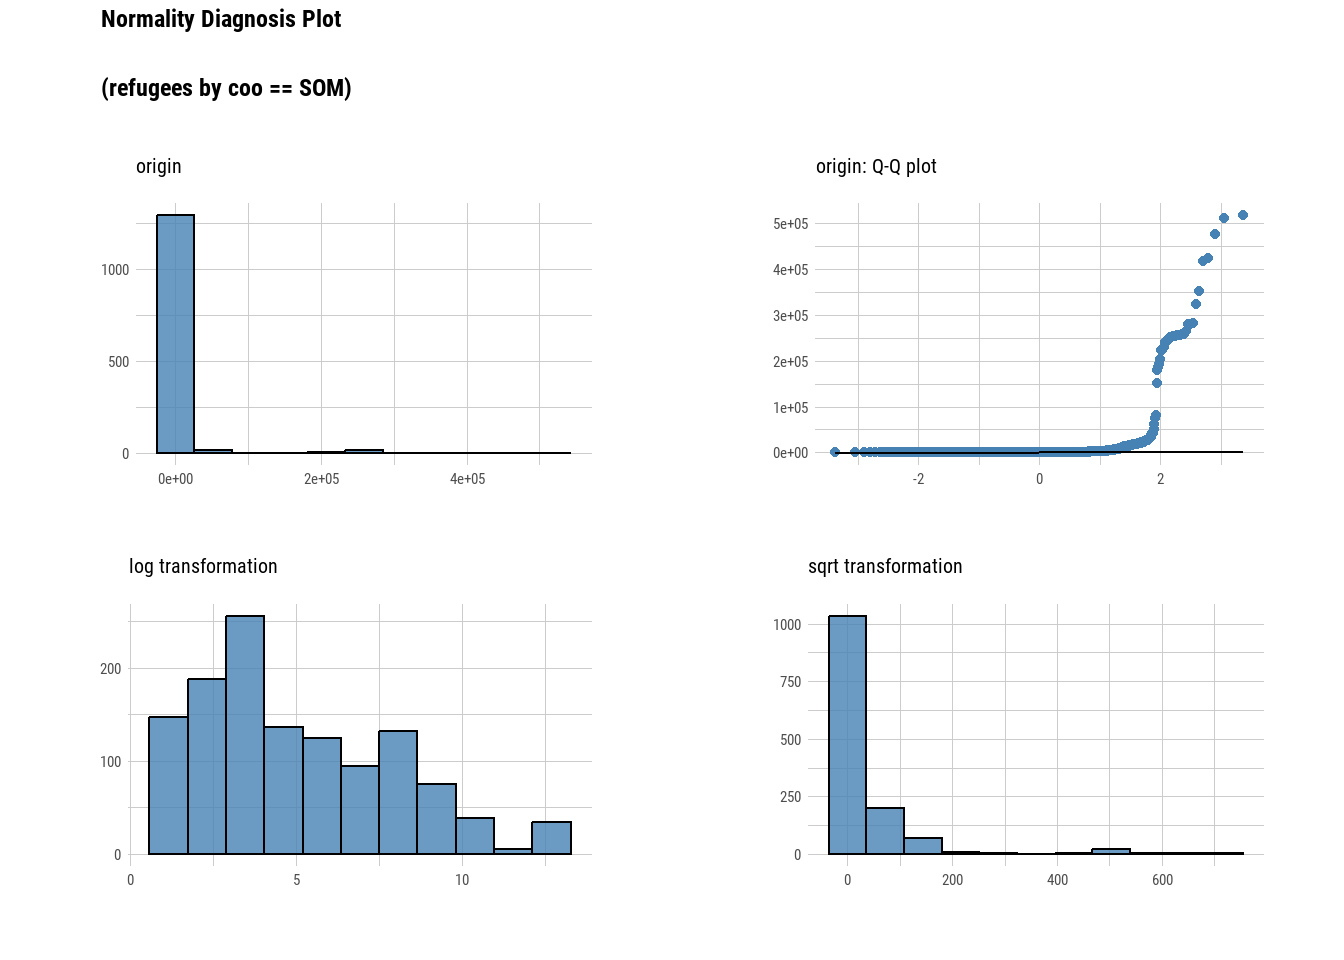 Normality Diagnosis Plot
(refugees by coo == SOM)
origin
1000
500
0
0e+00 2e+05 4e+05
origin: Q-Q plot
5e+05
4e+05
3e+05
2e+05
1e+05
0e+00
-2 0 2
log transformation
200
100
0
0 5 10
sqrt transformation
1000
750
500
250
0
0 200 400 600